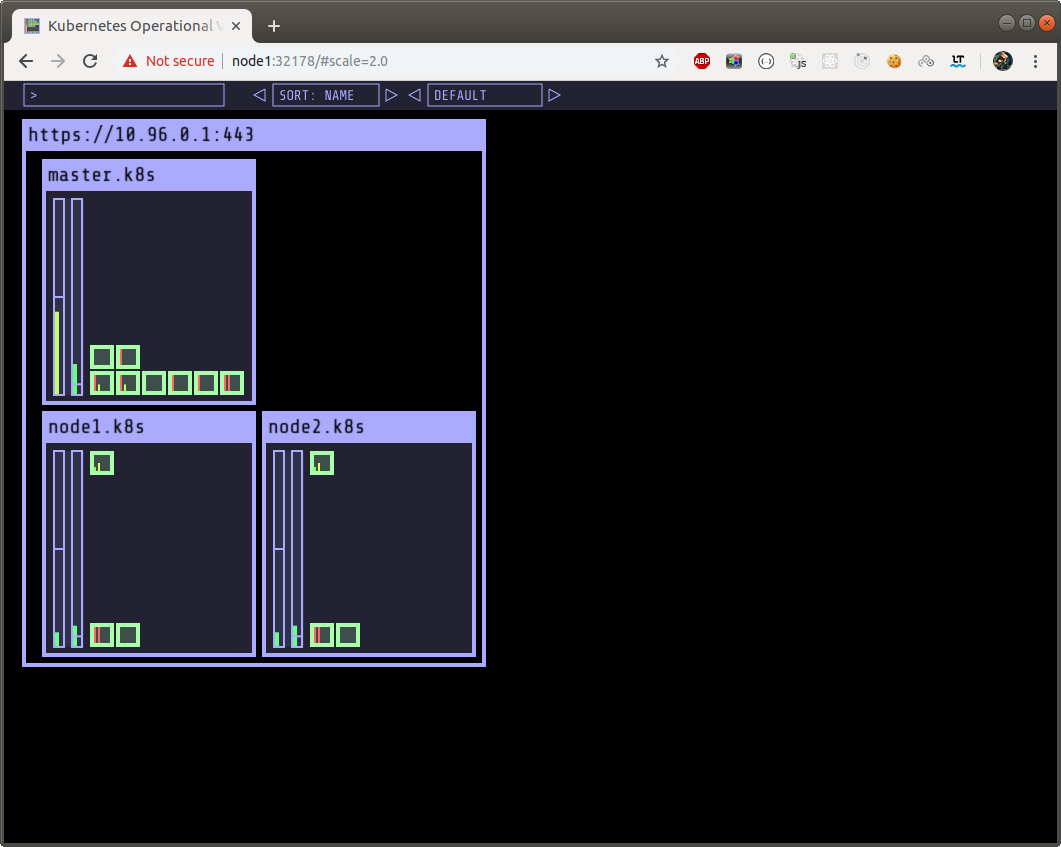 Kubernetes Operational
Not secure
node1:32178/#scale=2.0
ABP
js
LT
>
SORT: NAME
DEFAULT
https://10.96.0.1:443
master.k8s
node1.k8s
node2.k8s